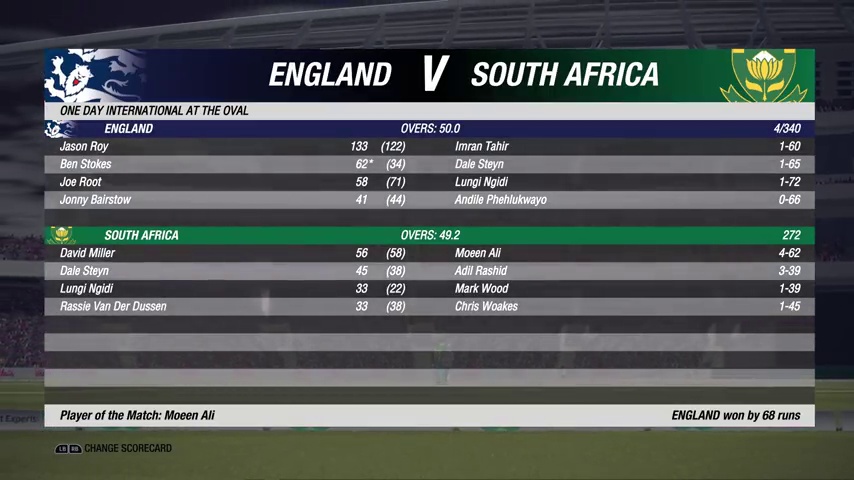 ENGLAND V SOUTH AFRICA
ONE DAY INTERNATIONAL AT THE OVAL
ENGLAND OVERS: 50.0 4/340
Jason Roy 133 (122) Imran Tahir 1-60
Ben Stokes 62* (34) Dale Steyn 1-65
Joe Root 58 (71) Lungi Ngidi 1-72
Jonny Bairstow 41 (44) Andile Phehlukwayo 0-66
SOUTH AFRICA OVERS: 49.2 272
David Miller 56 (58) Moeen Ali 4-62
Dale Steyn 45 (38) Adil Rashid 3-39
Lungi Ngidi 33 (22) Mark Wood 1-39
Rassie Van Der Dussen 33 (38) Chris Woakes 1-45
Player of the Match: Moeen Ali ENGLAND won by 68 runs
LB RB CHANGE SCORECARD